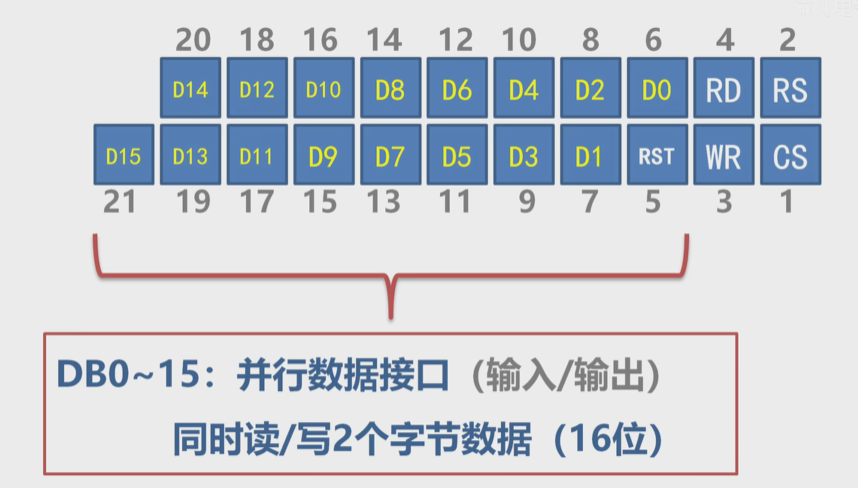 20 18 16 14 12 10 8 6 4 2
D14 D12 D10 D8 D6 D4 D2 D0 RD RS
D15 D13 D11 D9 D7 D5 D3 D1 RST WR CS
21 19 17 15 13 11 9 7 5 3 1
DB0~15：并行数据接口（输入/输出）
同时读/写2个字节数据（16位）